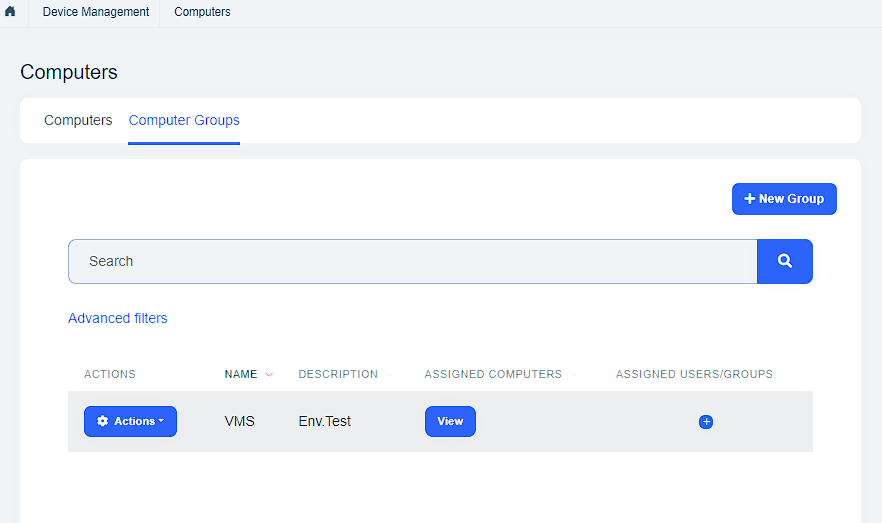 Device Management Computers
Computers
Computers Computer Groups
New Group
Search
Advanced filters
ACTIONS NAME DESCRIPTION ASSIGNED COMPUTERS ASSIGNED USERS/GROUPS
Actions VMS Env.Test View